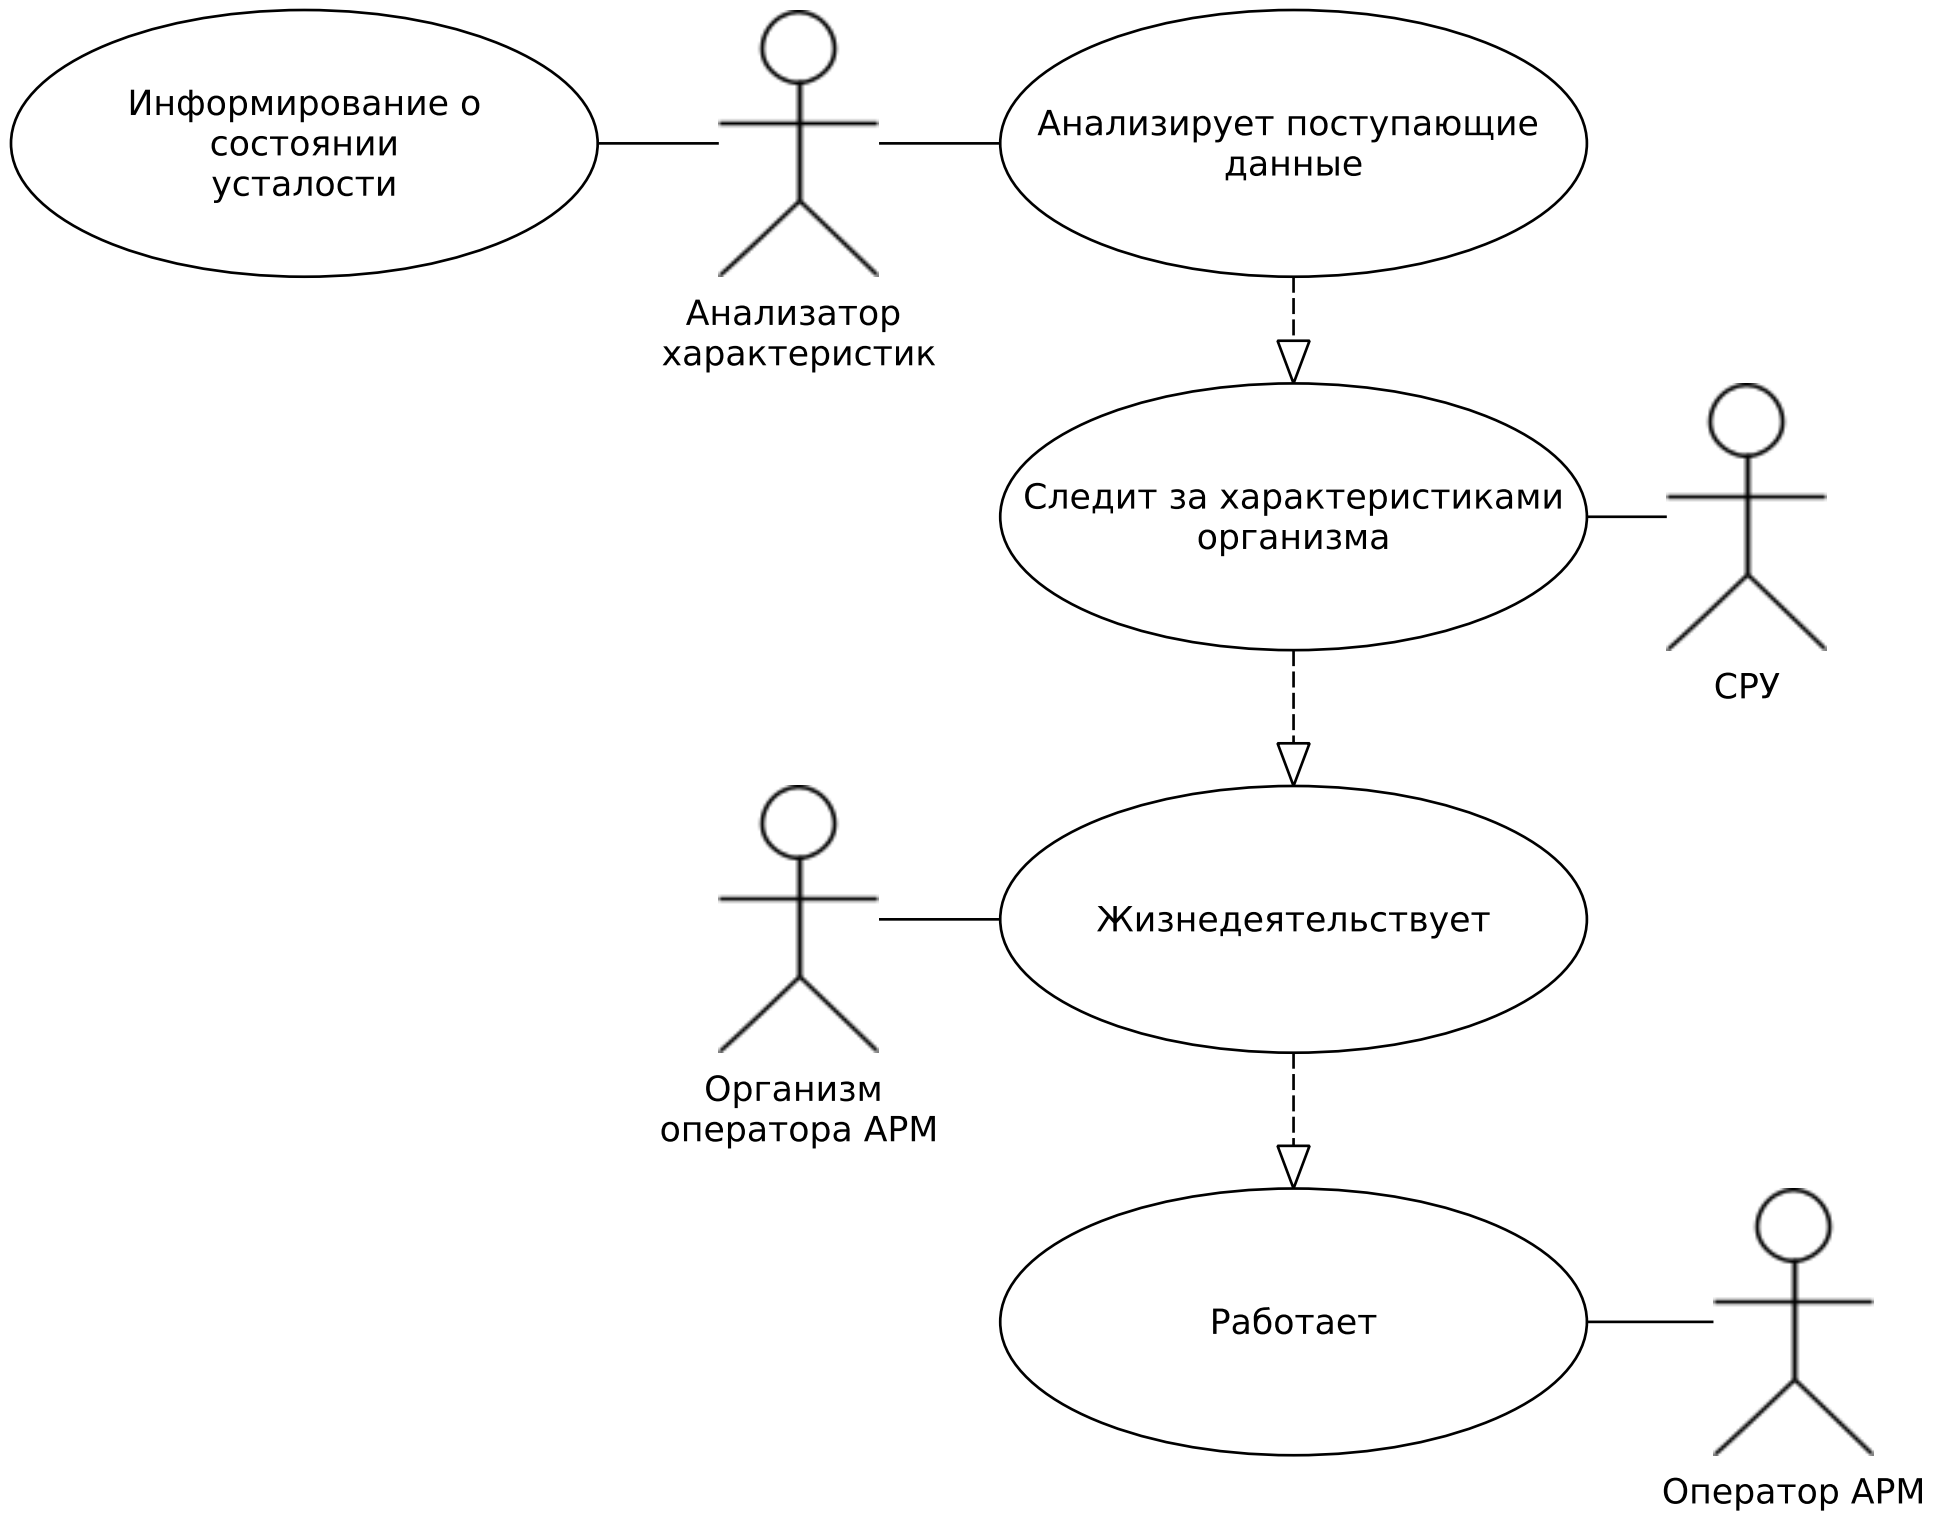 Информирование о
состоянии
усталости
Анализирует поступающие
данные
Анализатор
характеристик
Следит за характеристиками
организма
СРУ
Жизнедеятельствует
Организм
оператора АРМ
Работает
Оператор АРМ